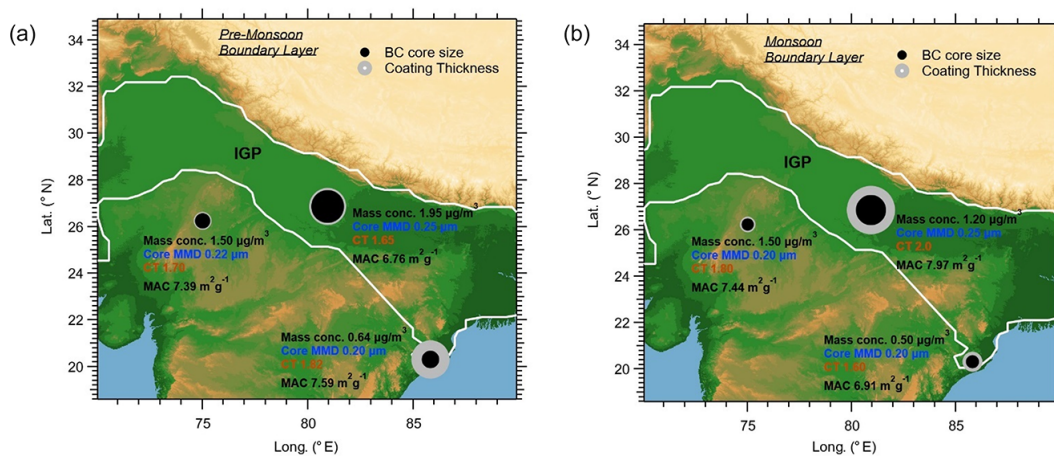 (a)
Pre-Monsoon
Boundary Layer
BC core size
Coating Thickness
34
32
30
28
26
24
22
20
Lat. (° N)
IGP
Mass conc. 1.95 µg/m³
Core MMD 0.25 µm
CT 1.65
MAC 6.76 m²g⁻¹
Mass conc. 1.50 µg/m³
Core MMD 0.22 µm
CT 1.70
MAC 7.39 m²g⁻¹
Mass conc. 0.64 µg/m³
Core MMD 0.20 µm
CT
MAC 7.59 m²g⁻¹
75
80
85
Long. (° E)
(b)
Monsoon
Boundary Layer
BC core size
Coating Thickness
34
32
30
28
26
24
22
20
Lat. (° N)
IGP
Mass conc. 1.20 µg/m³
Core MMD 0.25 µm
CT 2.0
MAC 7.97 m²g⁻¹
Mass conc. 1.50 µg/m³
Core MMD 0.20 µm
CT
MAC 7.44 m²g⁻¹
Mass conc. 0.50 µg/m³
Core MMD 0.20 µm
CT
MAC 6.91 m²g⁻¹
75
80
85
Long. (° E)